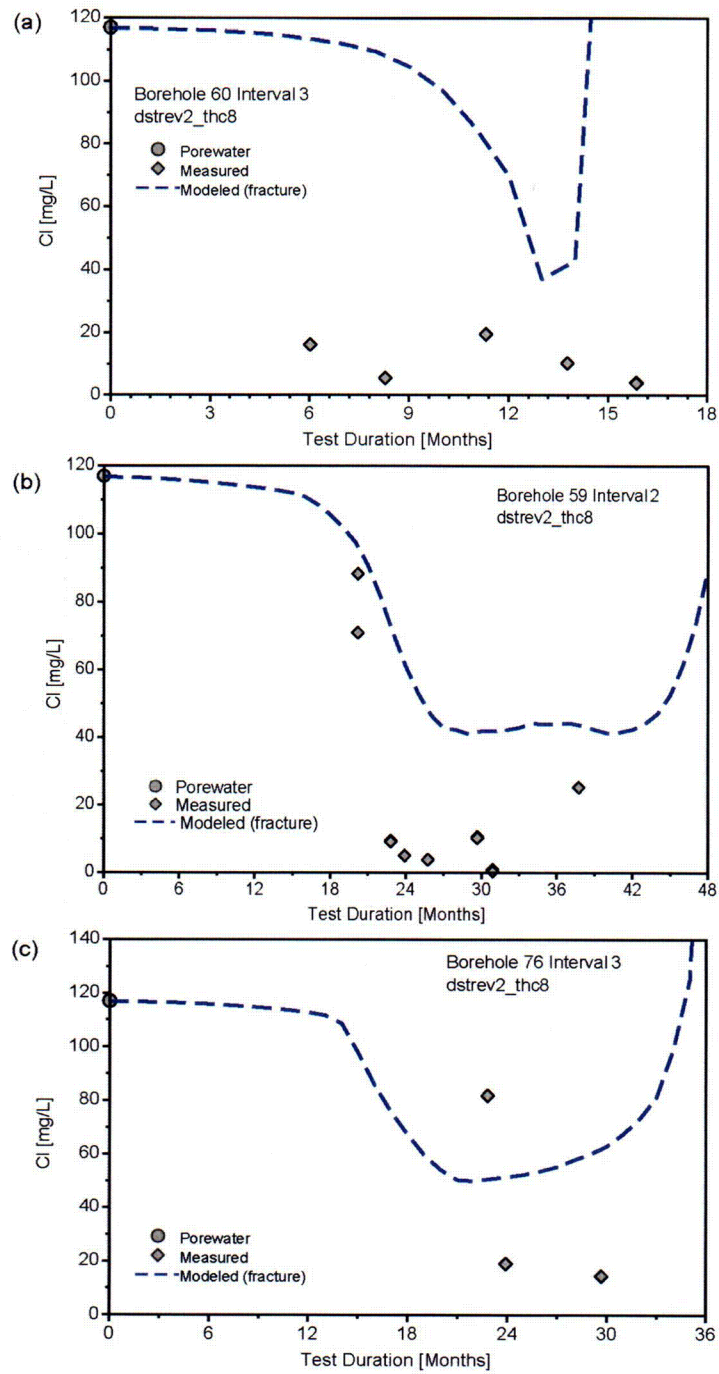 (a)
120
100
80
60
40
20
0
Cl [mg/L]
Borehole 60 Interval 3
dstrev2_thc8
Porewater
Measured
Modeled (fracture)
0 3 6 9 12 15 18
Test Duration [Months]
(b)
120
100
80
60
40
20
0
Cl [mg/L]
Borehole 59 Interval 2
dstrev2_thc8
Porewater
Measured
Modeled (fracture)
0 6 12 18 24 30 36 42 48
Test Duration [Months]
(c)
140
120
100
80
60
40
20
0
Cl [mg/L]
Borehole 76 Interval 3
dstrev2_thc8
Porewater
Measured
Modeled (fracture)
0 6 12 18 24 30 36
Test Duration [Months]